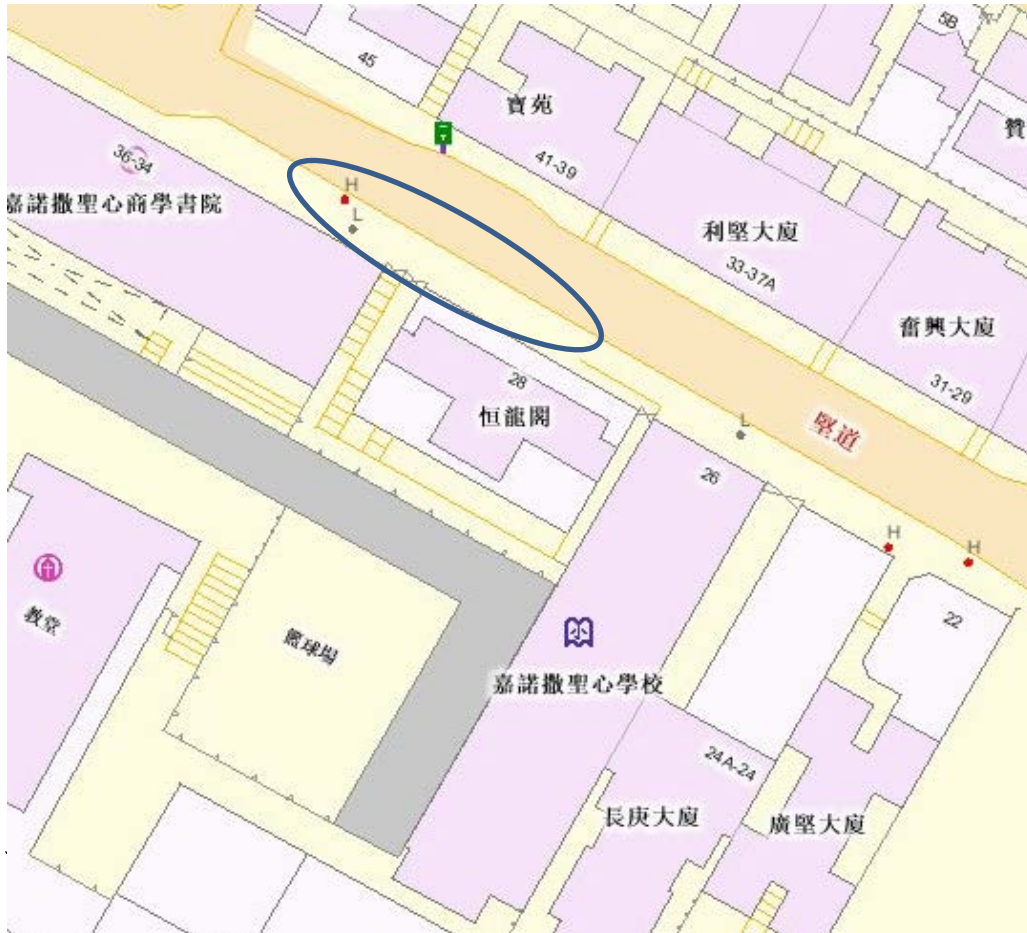 5B
45
寶苑
贊
36-34
41-39
H
嘉諾撒聖心商學書院
L
利堅大廈
33-37A
奮興大廈
28
31-29
恒龍閣
堅道
L
26
H
H
教堂
22
籃球場
嘉諾撒聖心學校
24A-24
長庚大廈
廣堅大廈